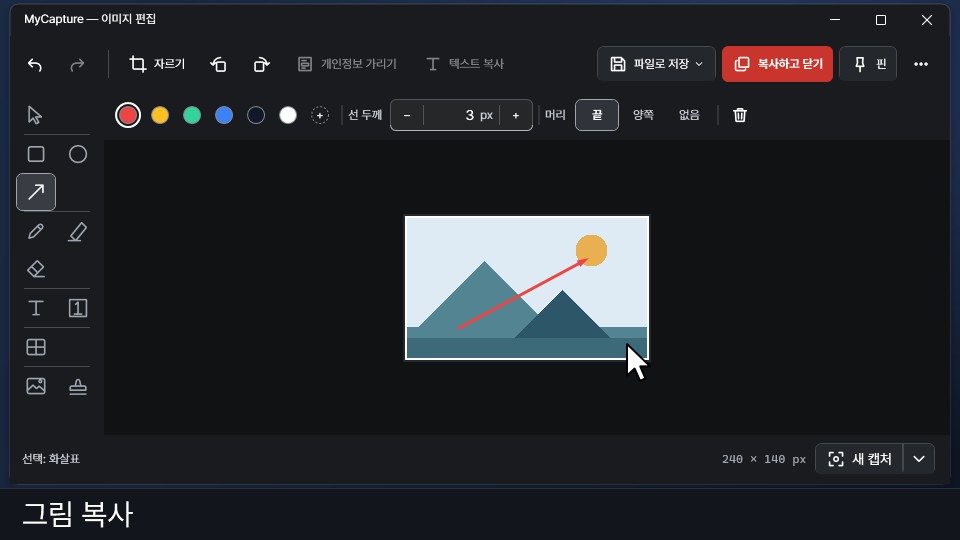 MyCapture — 이미지 편집
자르기 개인정보 가리기 텍스트 복사 파일로 저장 복사하고 닫기 핀
선 두께 − 3 px + 머리 끝 양쪽 없음
T 1
선택: 화살표 240 × 140 px 새 캡처
그림 복사